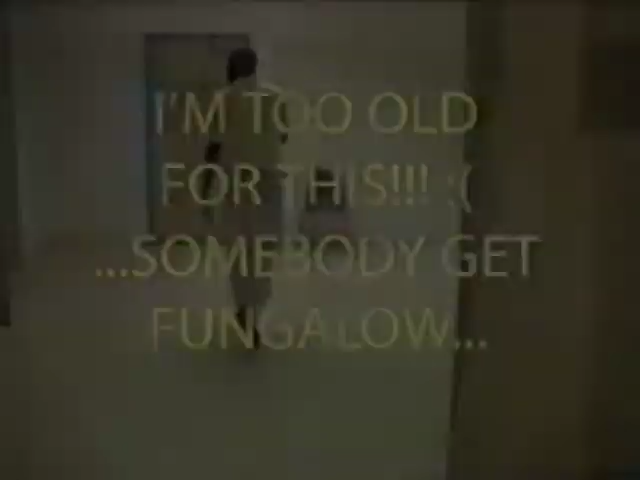 I'M TOO OLD
FOR THIS!!! :(
...SOMEBODY GET
FUNGALOW...